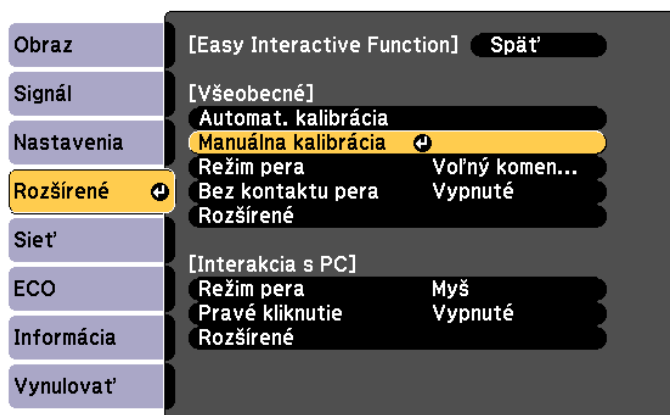 Obraz
Signál
Nastavenia
Rozšírené
Sieť
ECO
Informácia
Vynulovať
[Easy Interactive Function] Späť
[Všeobecné]
Automat. kalibrácia
Manuálna kalibrácia
Režim pera Voľný komen...
Bez kontaktu pera Vypnuté
Rozšírené
[Interakcia s PC]
Režim pera Myš
Pravé kliknutie Vypnuté
Rozšírené